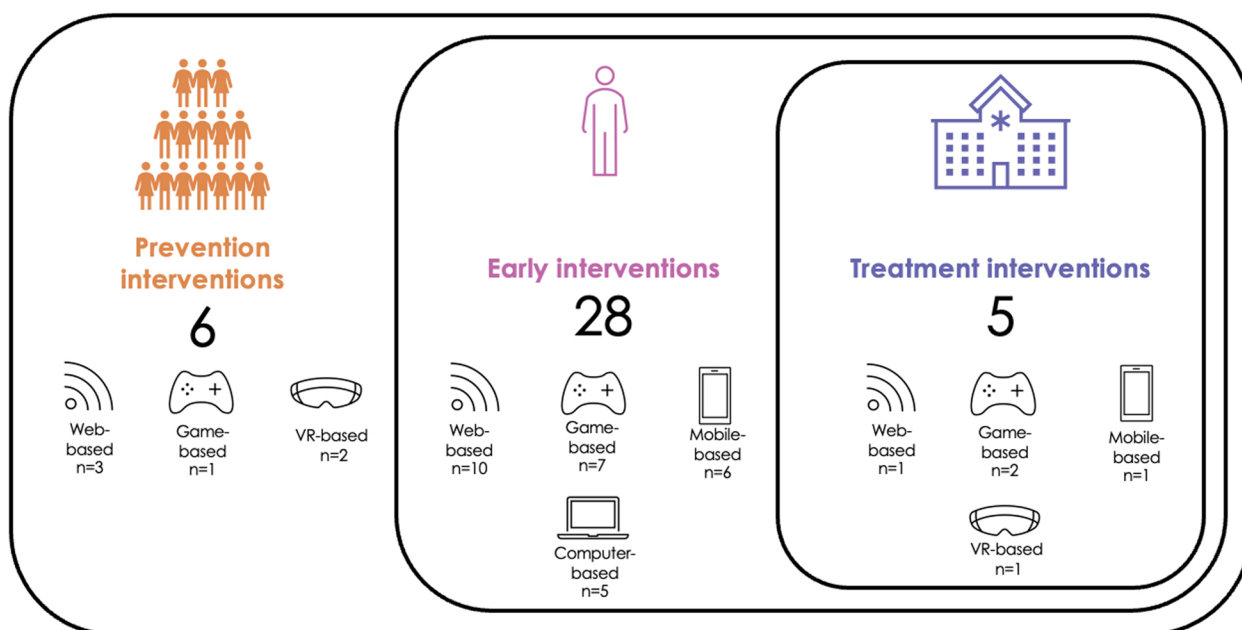 Prevention
interventions
6
Web-
based
n=3
Game-
based
n=1
VR-based
n=2
Early interventions
28
Web-
based
n=10
Game-
based
n=7
Mobile-
based
n=6
Computer-
based
n=5
Treatment interventions
5
Web-
based
n=1
Game-
based
n=2
Mobile-
based
n=1
VR-based
n=1